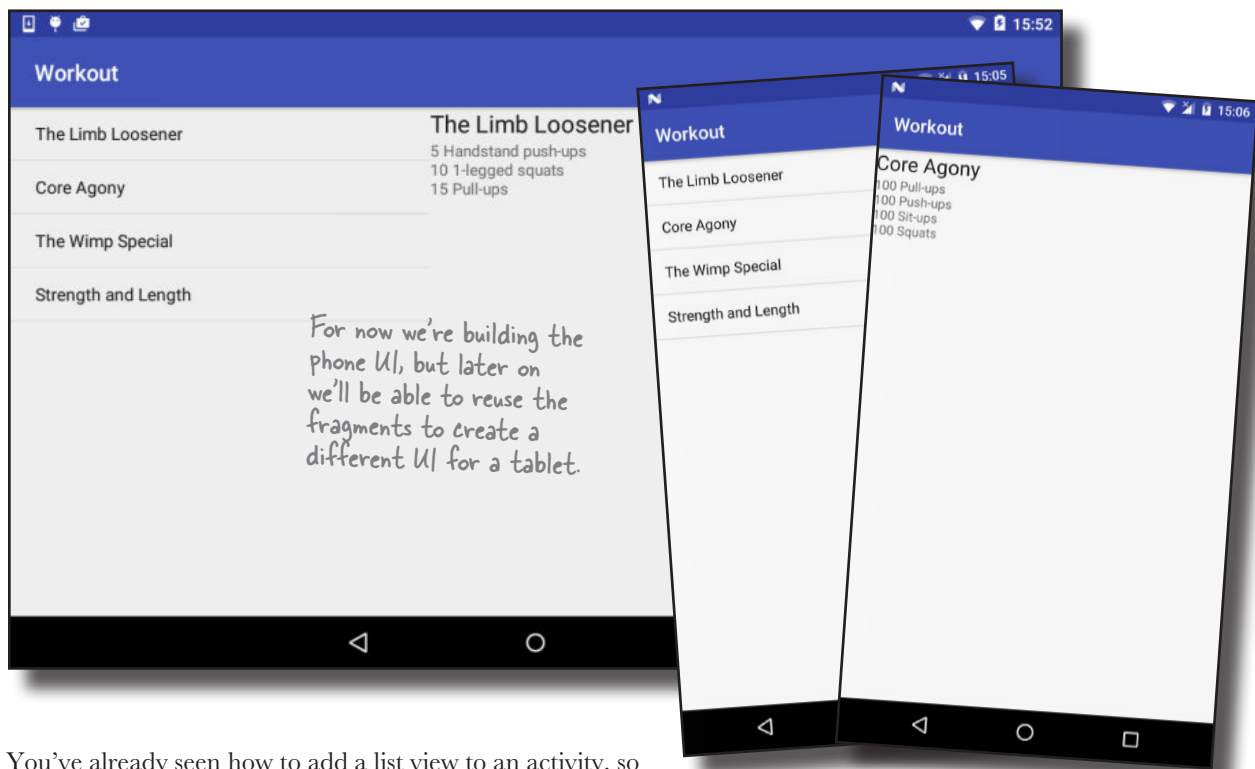 15:52
Workout
The Limb Loosener
Core Agony
The Wimp Special
Strength and Length
The Limb Loosener
5 Handstand push-ups
10 1-legged squats
15 Pull-ups
For now we're building the
phone UI, but later on
we'll be able to reuse the
fragments to create a
different UI for a tablet.
15:05
Workout
The Limb Loosener
Core Agony
The Wimp Special
Strength and Length
15:06
Workout
Core Agony
100 Pull-ups
100 Push-ups
100 Sit-ups
100 Squats
You've already seen how to add a list view to an activity, so